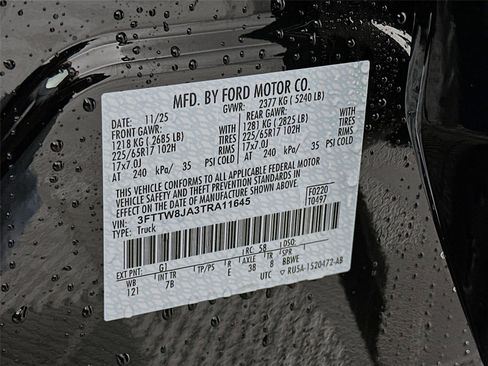 MFD. BY FORD MOTOR CO.
DATE: 11/25 GVWR: 2377 KG ( 5240 LB)
FRONT GAWR: REAR GAWR:
1218 KG ( 2685 LB) WITH 1281 KG ( 2825 LB) WITH
225/65R17 102H TIRES 225/65R17 102H TIRES
17x7.0J RIMS 17x7.0J RIMS
AT 240 kPa/ 35 PSI COLD AT 240 kPa/ 35 PSI COLD
THIS VEHICLE CONFORMS TO ALL APPLICABLE FEDERAL MOTOR
VEHICLE SAFETY AND THEFT PREVENTION STANDARDS IN
EFFECT ON THE DATE OF MANUFACTURE SHOWN ABOVE.
VIN: 3FTTW8JA3TRA11645 F0220
TYPE: Truck T0497
EXT PNT: G1 RC: 58 DSO:
WB INT TR TP/PS R AXLE TR BBWE
121 7B E 38 8
UTC RU5A-1520472-AB